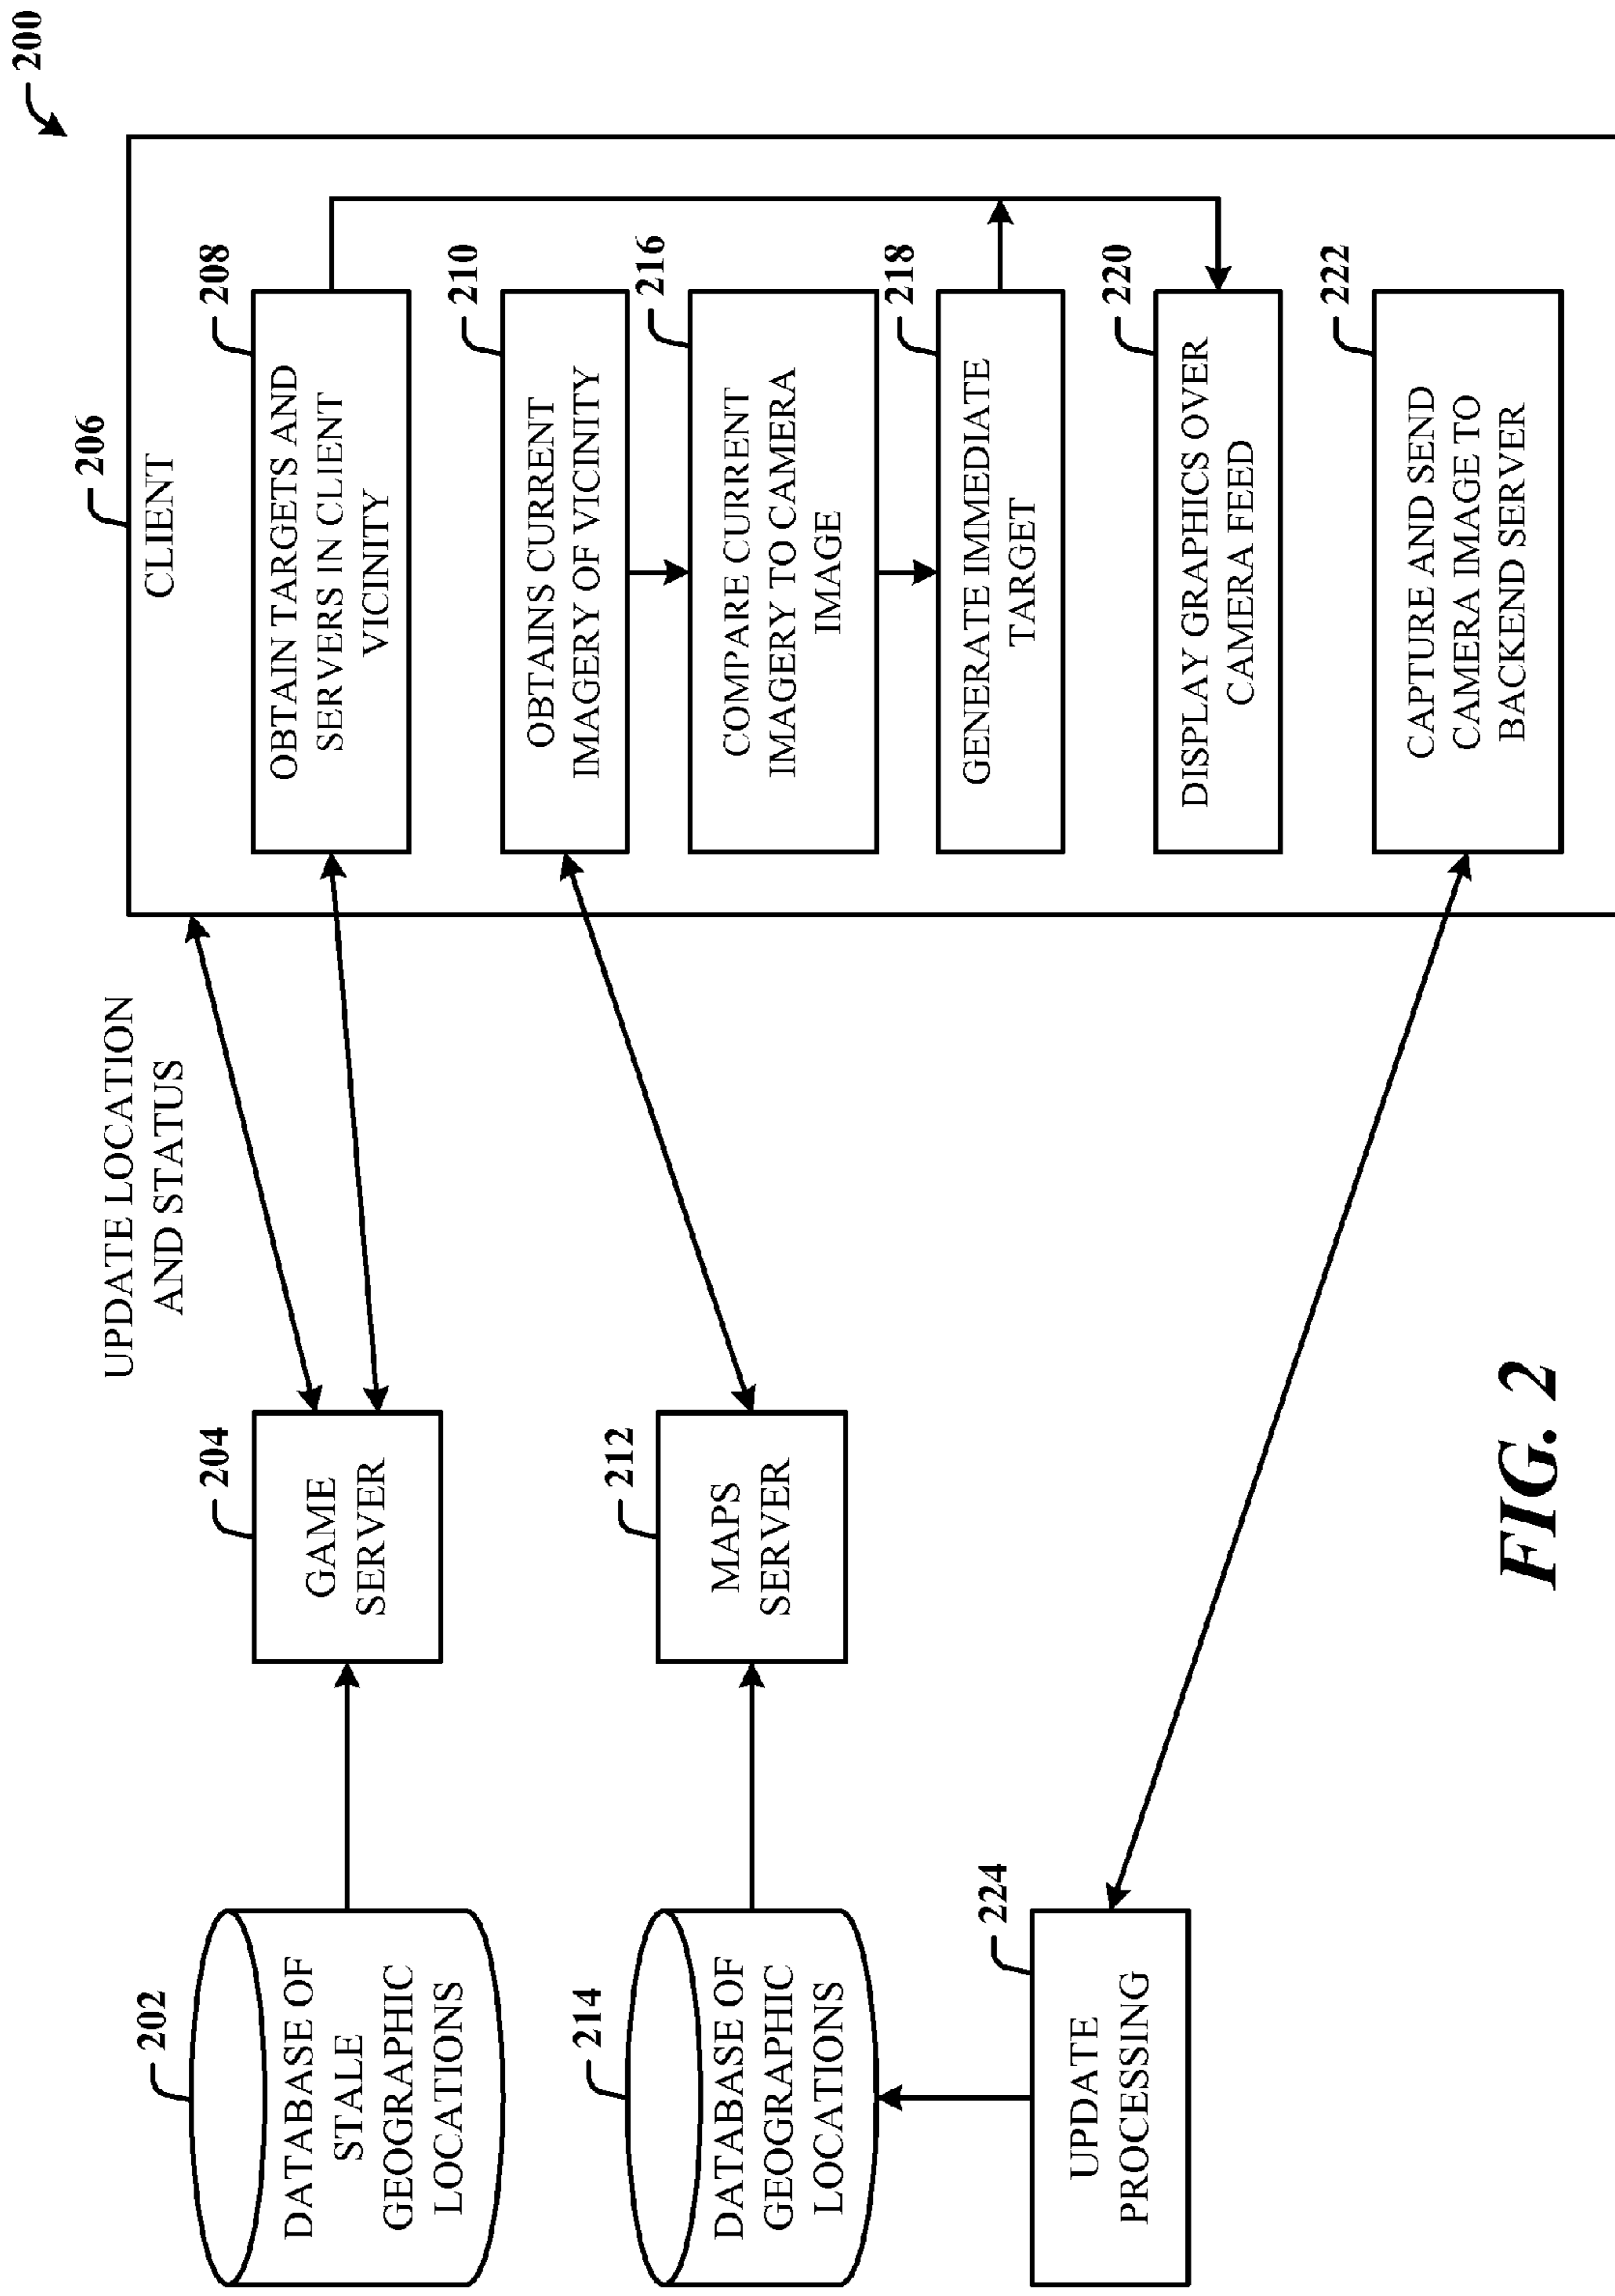 200
206
CLIENT
208
OBTAIN TARGETS AND
SERVERS IN CLIENT
VICINITY
210
OBTAINS CURRENT
IMAGERY OF VICINITY
216
COMPARE CURRENT
IMAGERY TO CAMERA
IMAGE
218
GENERATE IMMEDIATE
TARGET
220
DISPLAY GRAPHICS OVER
CAMERA FEED
222
CAPTURE AND SEND
CAMERA IMAGE TO
BACKEND SERVER
UPDATE LOCATION
AND STATUS
204
GAME
SERVER
212
MAPS
SERVER
202
DATABASE OF
STALE
GEOGRAPHIC
LOCATIONS
214
DATABASE OF
GEOGRAPHIC
LOCATIONS
224
UPDATE
PROCESSING
FIG. 2